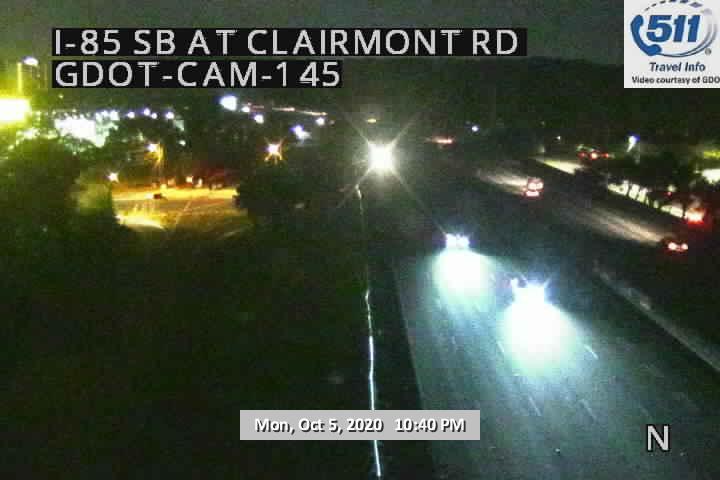 I-85 SB AT CLAIRMONT RD
GDOT-CAM-145
511
Travel Info
Video courtesy of GDO
Mon, Oct 5, 2020 10:40 PM
N